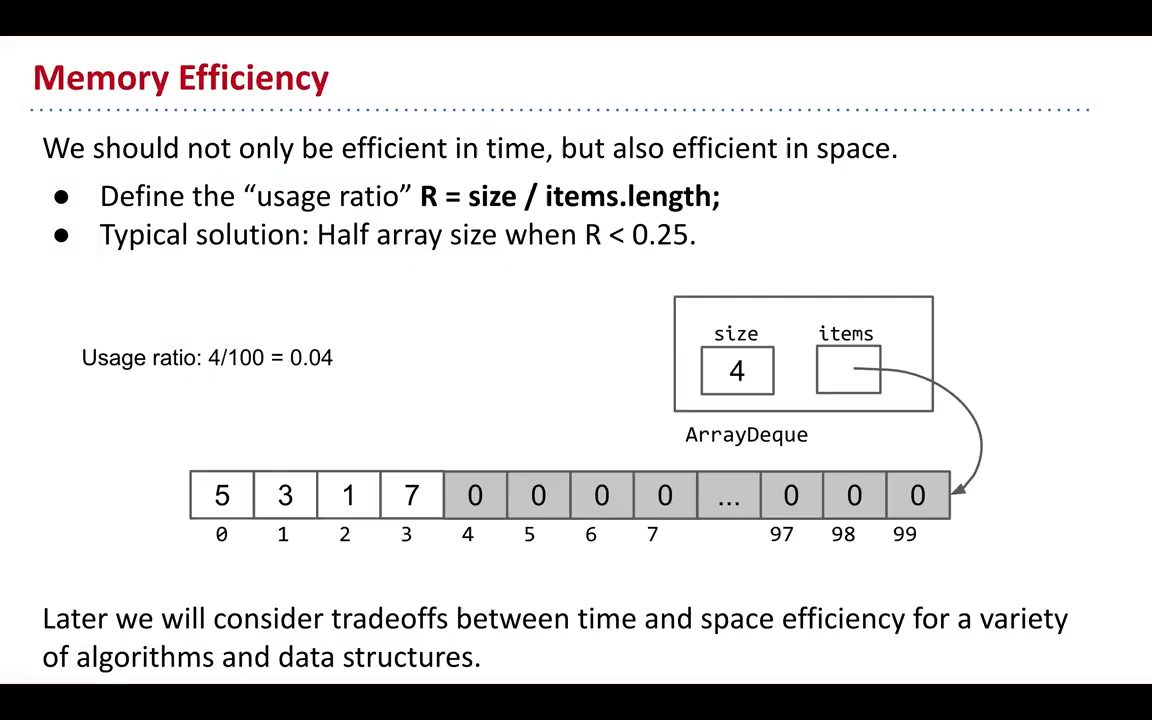 Memory Efficiency
We should not only be efficient in time, but also efficient in space.
● Define the “usage ratio” R = size / items.length;
● Typical solution: Half array size when R < 0.25.
size items
Usage ratio: 4/100 = 0.04
4
ArrayDeque
5 3 1 7 0 0 0 0 ... 0 0 0
0 1 2 3 4 5 6 7 97 98 99
Later we will consider tradeoffs between time and space efficiency for a variety
of algorithms and data structures.